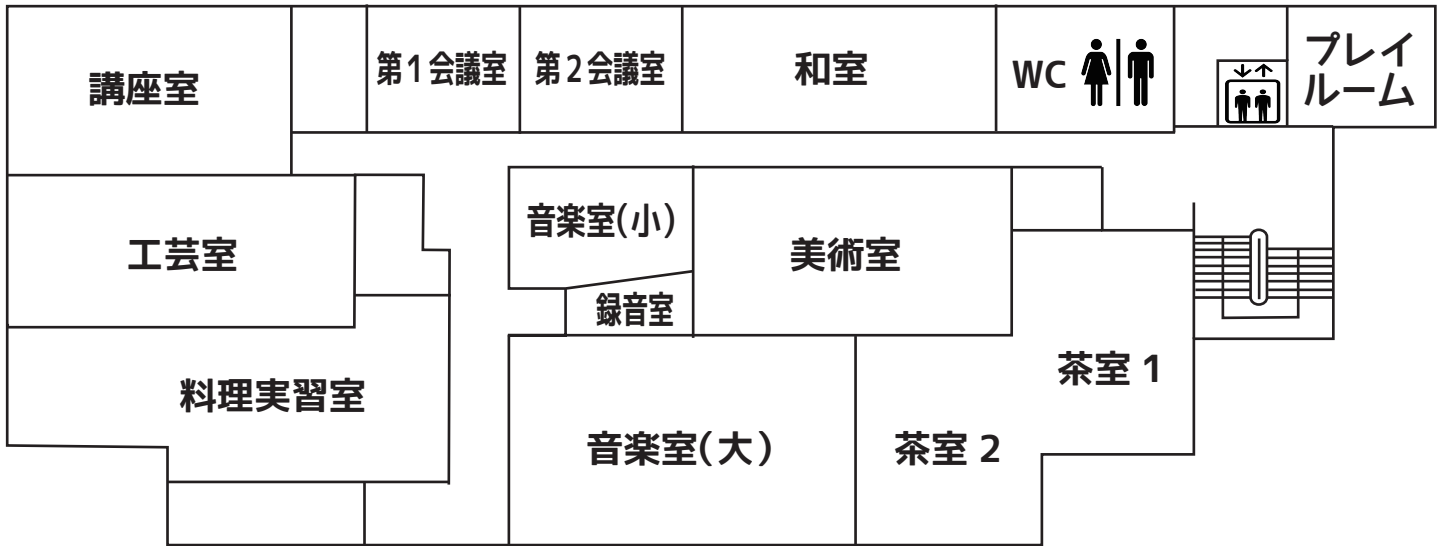 講座室
第1会議室
第2会議室
和室
WC
プレイ
ルーム
工芸室
音楽室(小)
美術室
録音室
料理実習室
音楽室(大)
茶室 1
茶室 2